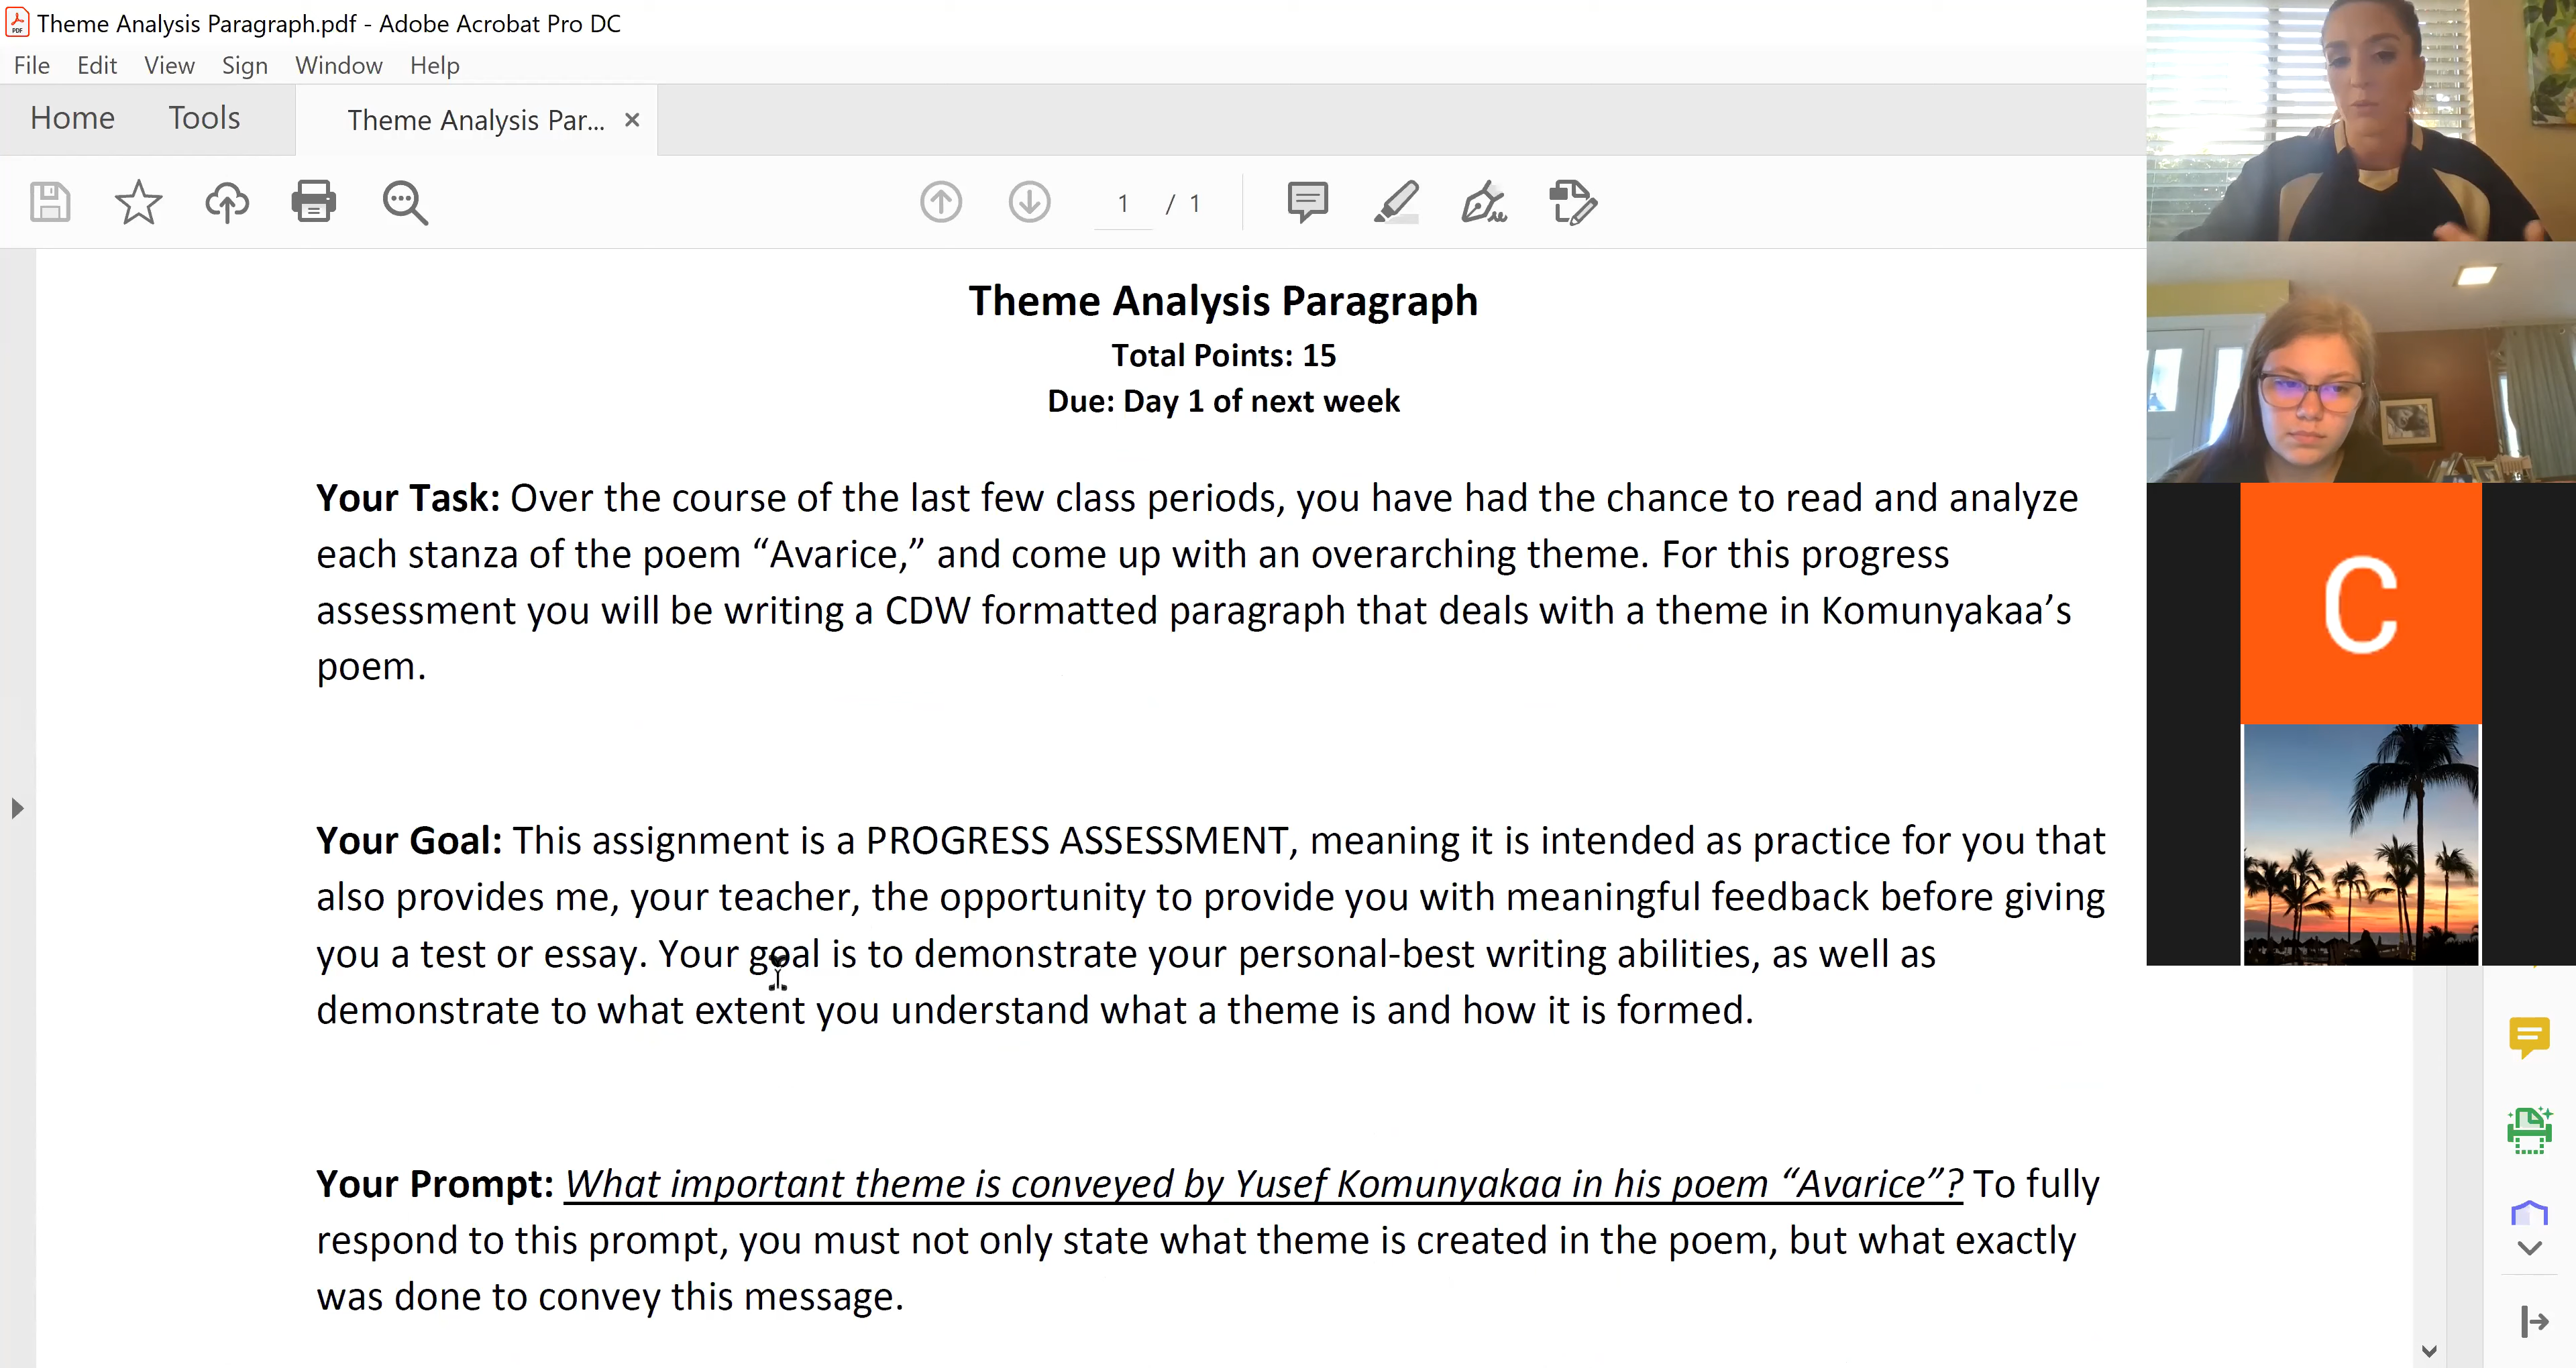 Theme Analysis Paragraph.pdf - Adobe Acrobat Pro DC
File Edit View Sign Window Help
Home Tools Theme Analysis Par... ×
1 / 1
Theme Analysis Paragraph
Total Points: 15
Due: Day 1 of next week
Your Task: Over the course of the last few class periods, you have had the chance to read and analyze
each stanza of the poem “Avarice,” and come up with an overarching theme. For this progress
assessment you will be writing a CDW formatted paragraph that deals with a theme in Komunyakaa’s
poem.
Your Goal: This assignment is a PROGRESS ASSESSMENT, meaning it is intended as practice for you that
also provides me, your teacher, the opportunity to provide you with meaningful feedback before giving
you a test or essay. Your goal is to demonstrate your personal-best writing abilities, as well as
demonstrate to what extent you understand what a theme is and how it is formed.
Your Prompt: What important theme is conveyed by Yusef Komunyakaa in his poem “Avarice”? To fully
respond to this prompt, you must not only state what theme is created in the poem, but what exactly
was done to convey this message.
C